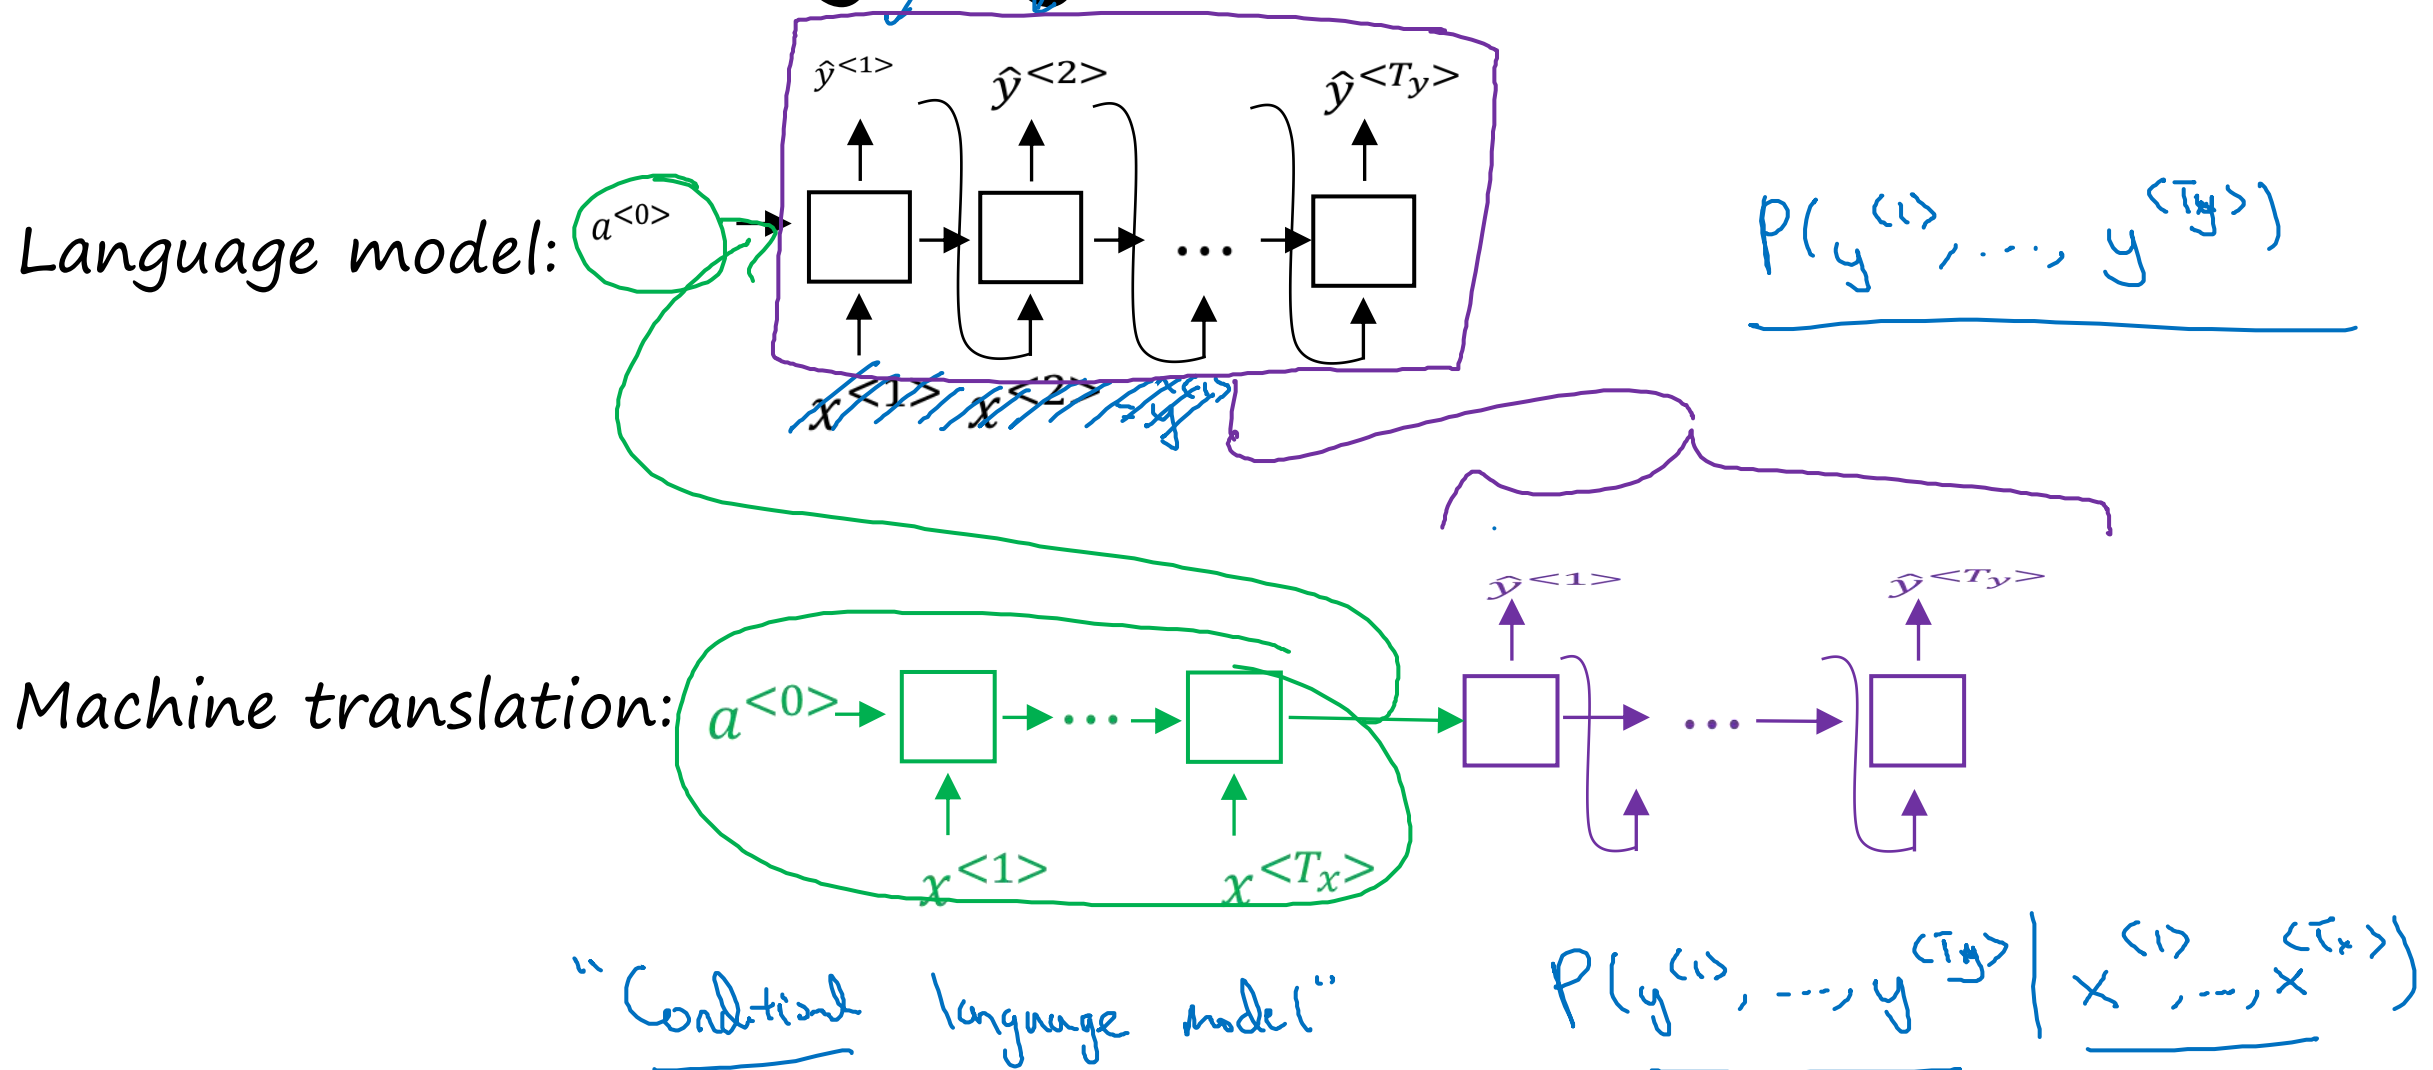 ŷ<1> ŷ<2> ŷ<Ty>
Language model: a<0> ... P(y<1>, ..., y<Ty>)
x<1> x<2> = y<1>
ŷ<1> ŷ<Ty>
Machine translation: a<0> ... ...
x<1> x<Tx>
"Conditional language model" P(y<1>, ..., y<Ty> | x<1>, ..., x<Tx>)